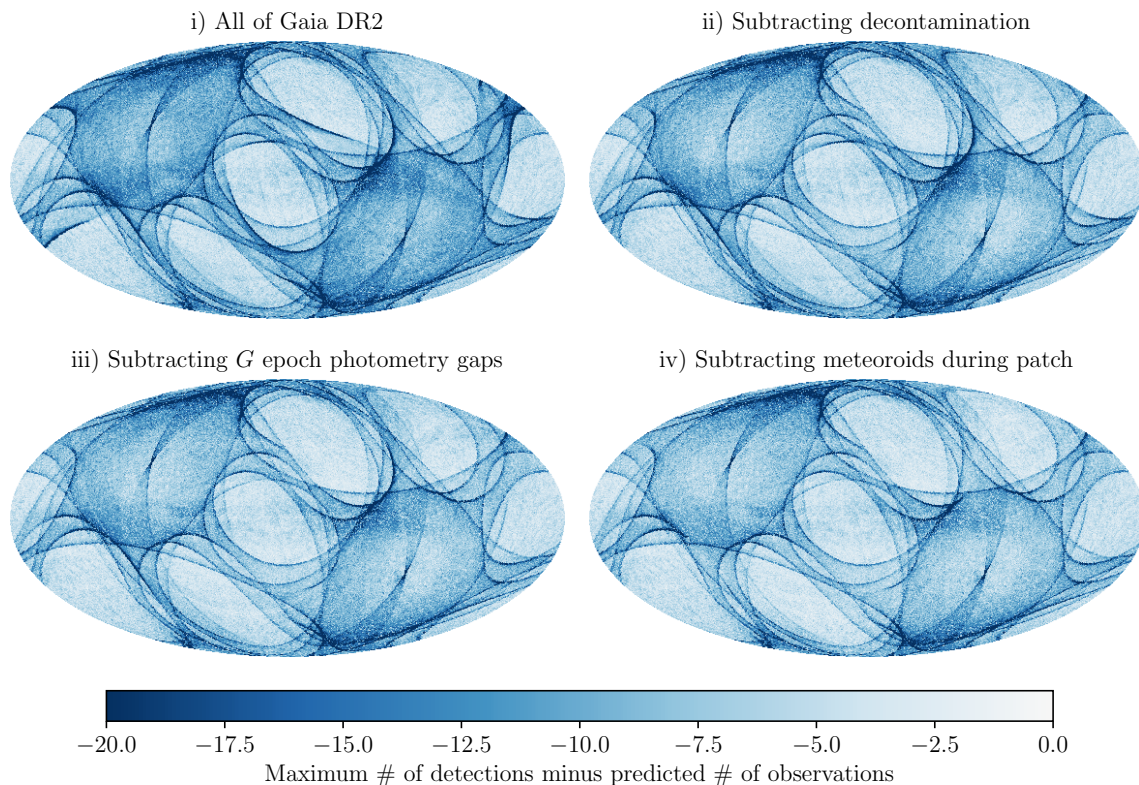 i) All of Gaia DR2
ii) Subtracting decontamination
iii) Subtracting G epoch photometry gaps
iv) Subtracting meteoroids during patch
−20.0 −17.5 −15.0 −12.5 −10.0 −7.5 −5.0 −2.5 0.0
Maximum # of detections minus predicted # of observations